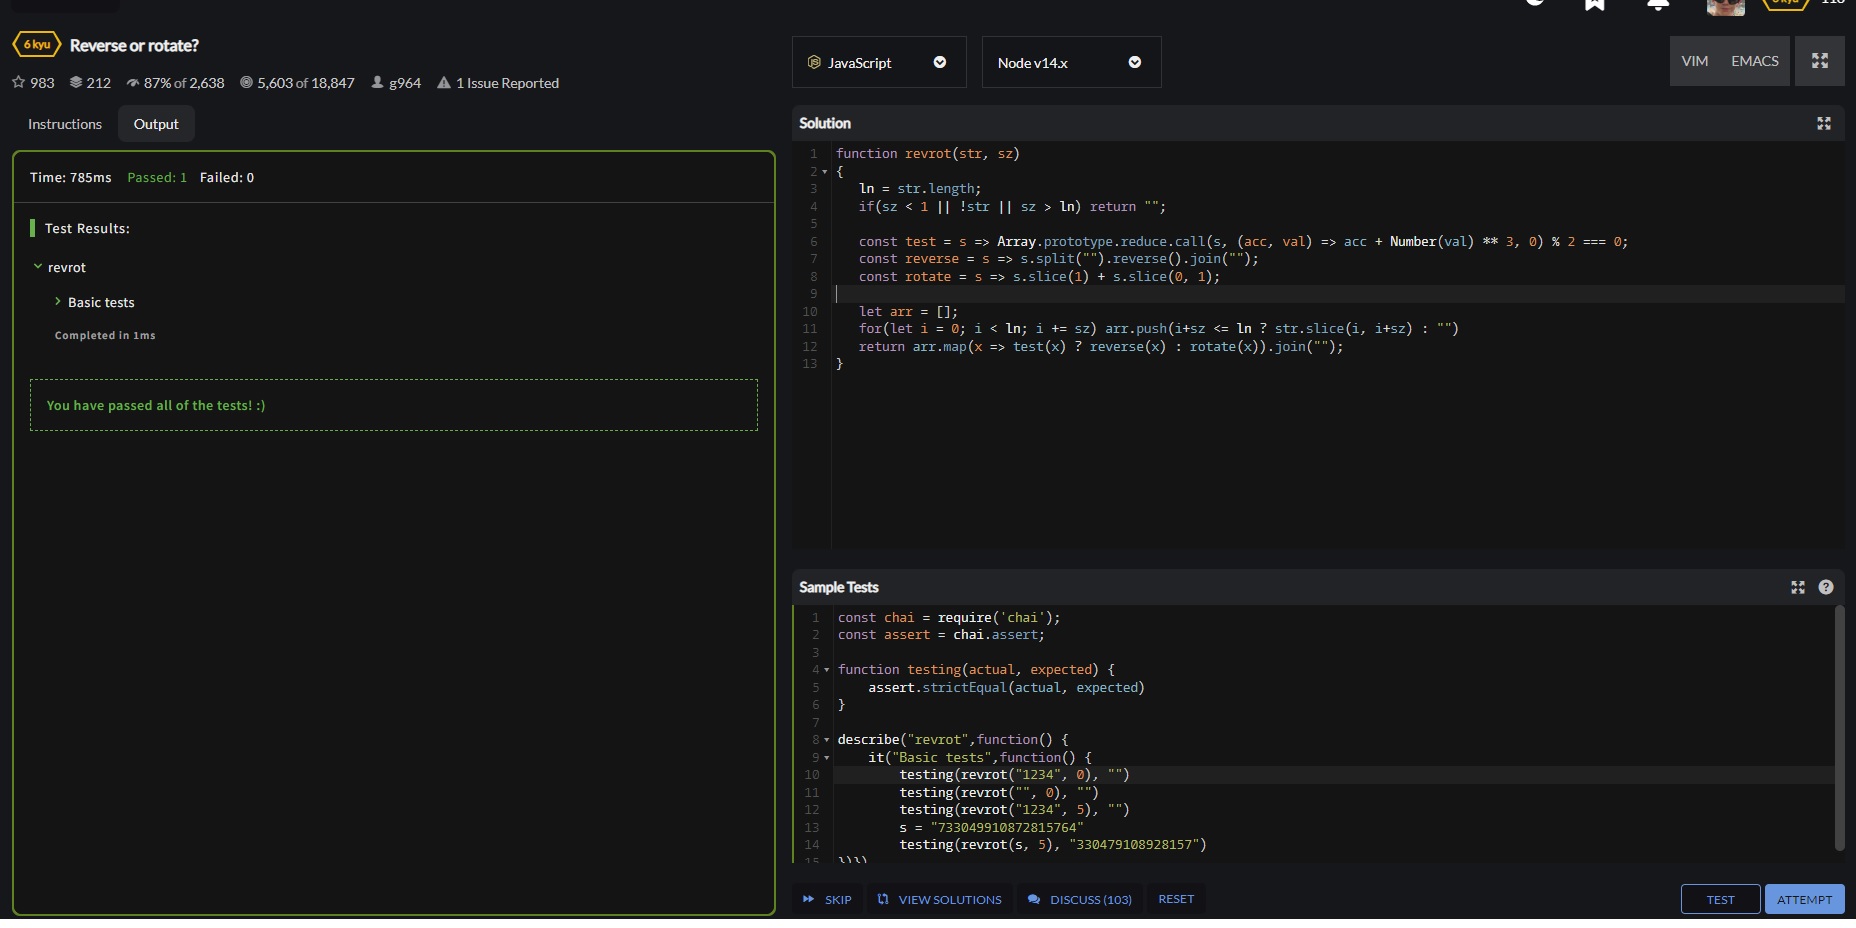 6 kyu Reverse or rotate?
983 212 87% of 2,638 5,603 of 18,847 g964 1 Issue Reported
Instructions Output
Time: 785ms Passed: 1 Failed: 0
Test Results:
revrot
Basic tests
Completed in 1ms
You have passed all of the tests! :)
JavaScript Node v14.x VIM EMACS
Solution
1 function revrot(str, sz)
2 {
3 ln = str.length;
4 if(sz < 1 || !str || sz > ln) return "";
5
6 const test = s => Array.prototype.reduce.call(s, (acc, val) => acc + Number(val) ** 3, 0) % 2 === 0;
7 const reverse = s => s.split("").reverse().join("");
8 const rotate = s => s.slice(1) + s.slice(0, 1);
9
10 let arr = [];
11 for(let i = 0; i < ln; i += sz) arr.push(i+sz <= ln ? str.slice(i, i+sz) : "")
12 return arr.map(x => test(x) ? reverse(x) : rotate(x)).join("");
13 }
Sample Tests
1 const chai = require('chai');
2 const assert = chai.assert;
3
4 function testing(actual, expected) {
5 assert.strictEqual(actual, expected)
6 }
7
8 describe("revrot",function() {
9 it("Basic tests",function() {
10 testing(revrot("1234", 0), "")
11 testing(revrot("", 0), "")
12 testing(revrot("1234", 5), "")
13 s = "733049910872815764"
14 testing(revrot(s, 5), "330479108928157")
15 })})
SKIP VIEW SOLUTIONS DISCUSS (103) RESET TEST ATTEMPT